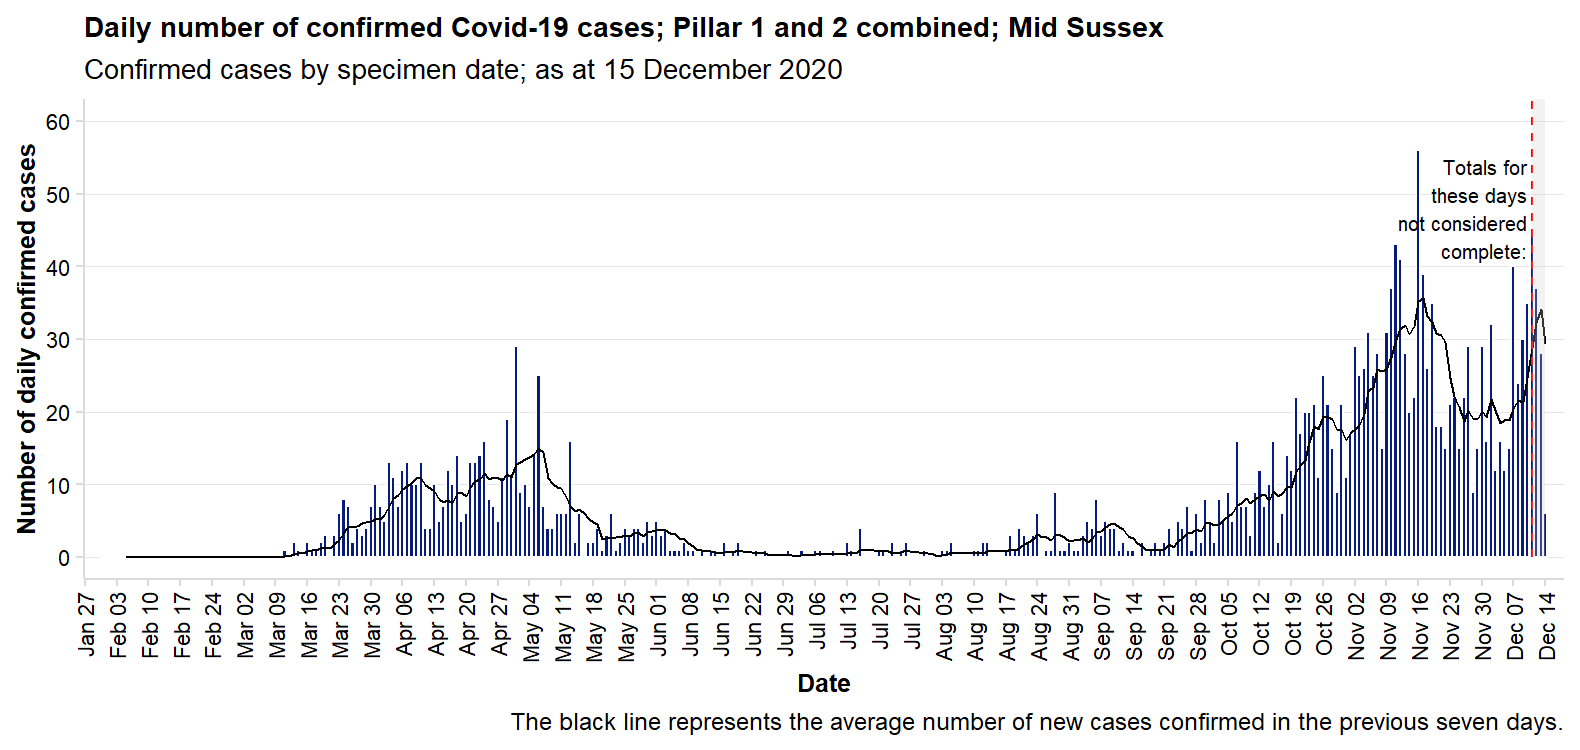 Daily number of confirmed Covid-19 cases; Pillar 1 and 2 combined; Mid Sussex
Confirmed cases by specimen date; as at 15 December 2020
Number of daily confirmed cases
60
50
40
30
20
10
0
Totals for
these days
not considered
complete:
Jan 27
Feb 03
Feb 10
Feb 17
Feb 24
Mar 02
Mar 09
Mar 16
Mar 23
Mar 30
Apr 06
Apr 13
Apr 20
Apr 27
May 04
May 11
May 18
May 25
Jun 01
Jun 08
Jun 15
Jun 22
Jun 29
Jul 06
Jul 13
Jul 20
Jul 27
Aug 03
Aug 10
Aug 17
Aug 24
Aug 31
Sep 07
Sep 14
Sep 21
Sep 28
Oct 05
Oct 12
Oct 19
Oct 26
Nov 02
Nov 09
Nov 16
Nov 23
Nov 30
Dec 07
Dec 14
Date
The black line represents the average number of new cases confirmed in the previous seven days.